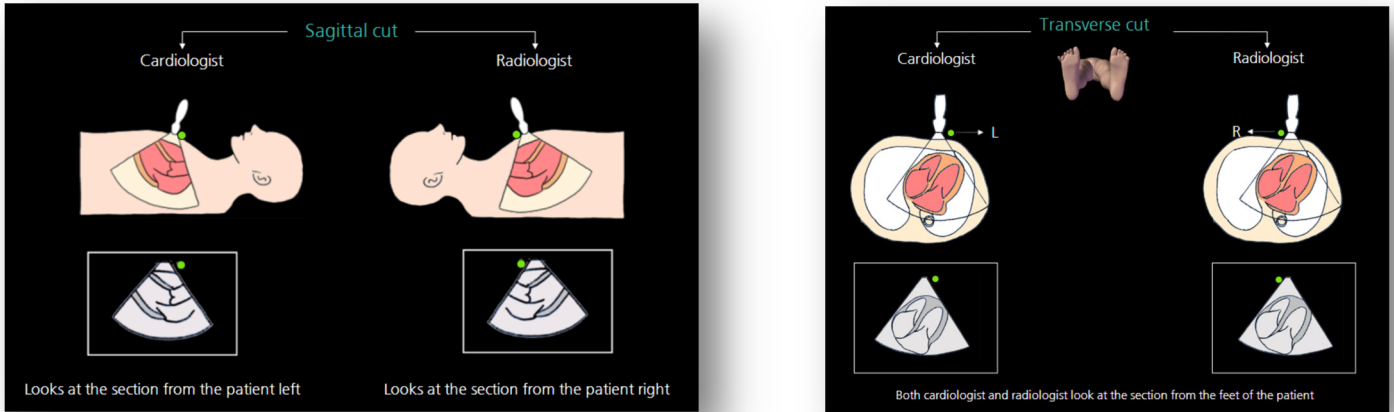 Sagittal cut
Cardiologist
Radiologist
Looks at the section from the patient left
Looks at the section from the patient right
Transverse cut
Cardiologist
Radiologist
L
R
Both cardiologist and radiologist look at the section from the feet of the patient